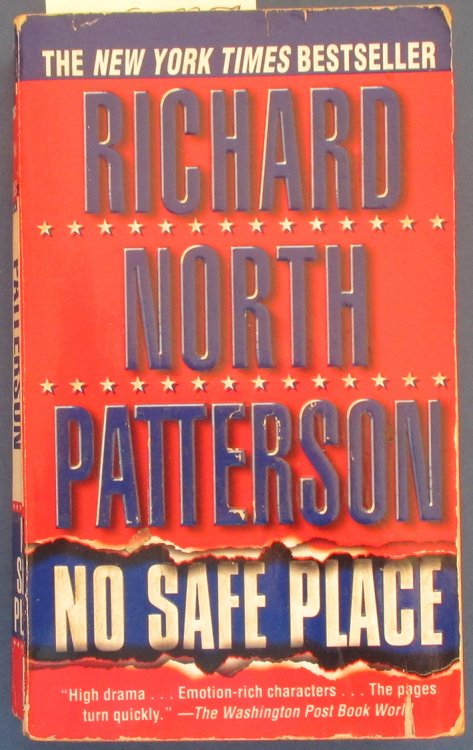 THE NEW YORK TIMES BESTSELLER
RICHARD
NORTH
PATTERSON
NO SAFE PLACE
"High drama . . . Emotion-rich characters . . . The pages
turn quickly." —The Washington Post Book World
PATTERSON